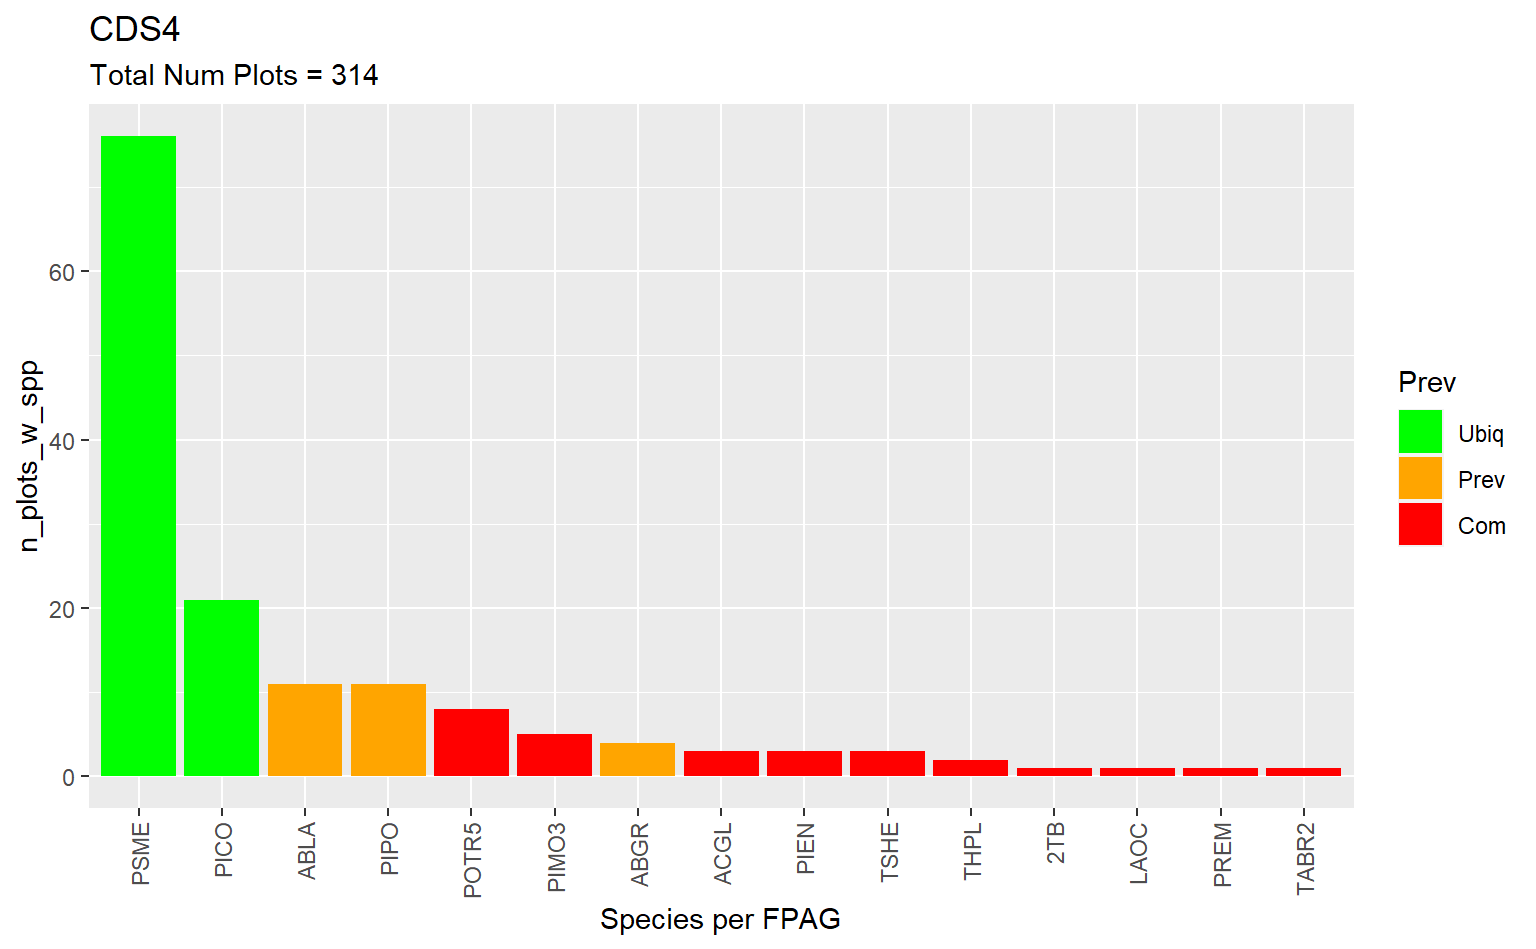 CDS4
Total Num Plots = 314
n_plots_w_spp
60
40
20
0
PSME
PICO
ABLA
PIPO
POTR5
PIMO3
ABGR
ACGL
PIEN
TSHE
THPL
2TB
LAOC
PREM
TABR2
Species per FPAG
Prev
Ubiq
Prev
Com